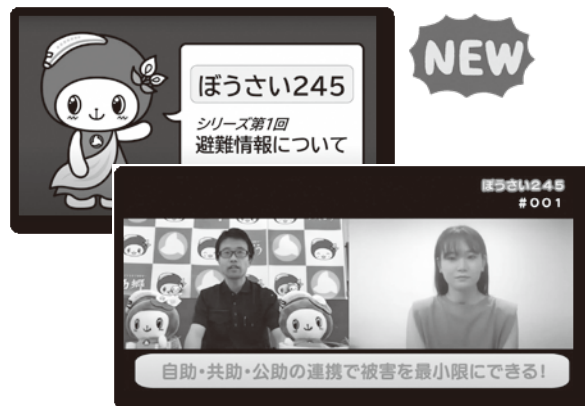 ぼうさい245
シリーズ第1回
避難情報について
NEW
ぼうさい245
#001
自助・共助・公助の連携で被害を最小限にできる!